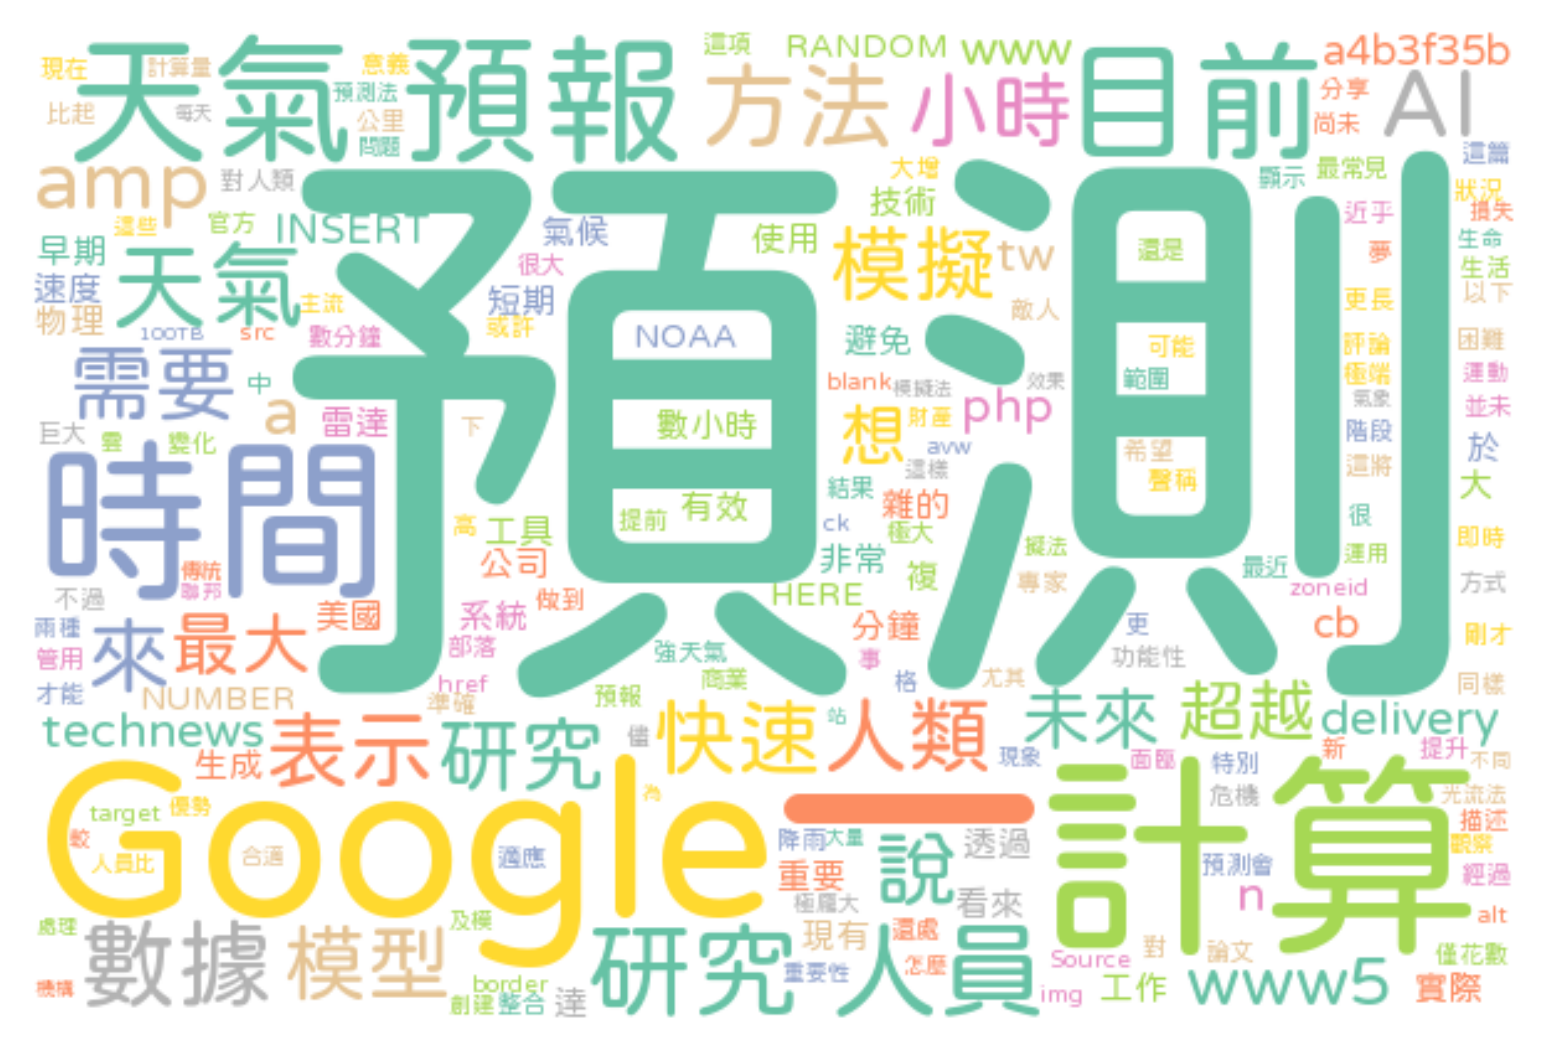 現在
計算量
天氣預報
意義
預測法
比起
每天
公里
問題
這項
RANDOM
www
方法
小時
目前
a4b3f35b
分享
尚未
AI
amp
對人類
這些
官方
INSERT
預測
大增
技術
顯示
最常見
這篇
狀況
近乎
損失
早期
天氣
氣候
很大
使用
模擬
tw
還是
夢
生命
生活
速度
物理
主流
短期
或許
敵人
更長
以下
100TB
src
數分鐘
NOAA
避免
可能
評論
困難
需要
中
blank
模擬法
效果
範圍
極端
運動
a
雷達
下
數小時
想
財產
php
氣象
並未
巨大
雲
變化
avw
這樣
希望
階段
於
時間
結果
聲稱
這將
大
提前
有效
雜的
高
工具
ck
極大
很
即時
公司
非常
擬法
最近
運用
傳統
聯邦
複
專家
zoneid
方式
不過
做到
HERE
兩種
來
最大
美國
系統
分鐘
更
cb
剛才
管用
部落
強天氣
事
功能性
才能
NUMBER
href
準確
預報
商業
格
尤其
同樣
technews
表示
研究
儘
快速
站
人類
未來
超越
delivery
生成
現象
面臨
特別
新
提升
不同
Google
target
優勢
為
一
計算
危機
光流法
描述
較
人員比
合適
適應
降雨
大量
說
透過
預測會
觀察
重要
經過
極龐大
看來
n
alt
處理
數據
模型
及模
研究人員
現有
還處
對
論文
僅花數
機構
border
重要性
怎麼
Source
www5
實際
創建
整合
達
img
工作